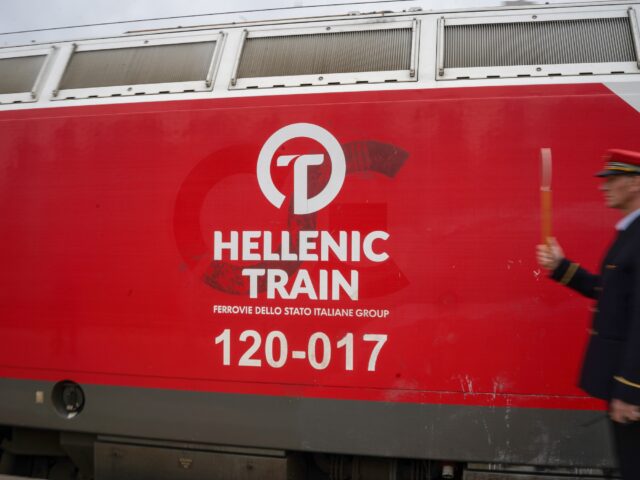 HELLENIC
TRAIN
FERROVIE DELLO STATO ITALIANE GROUP
120-017